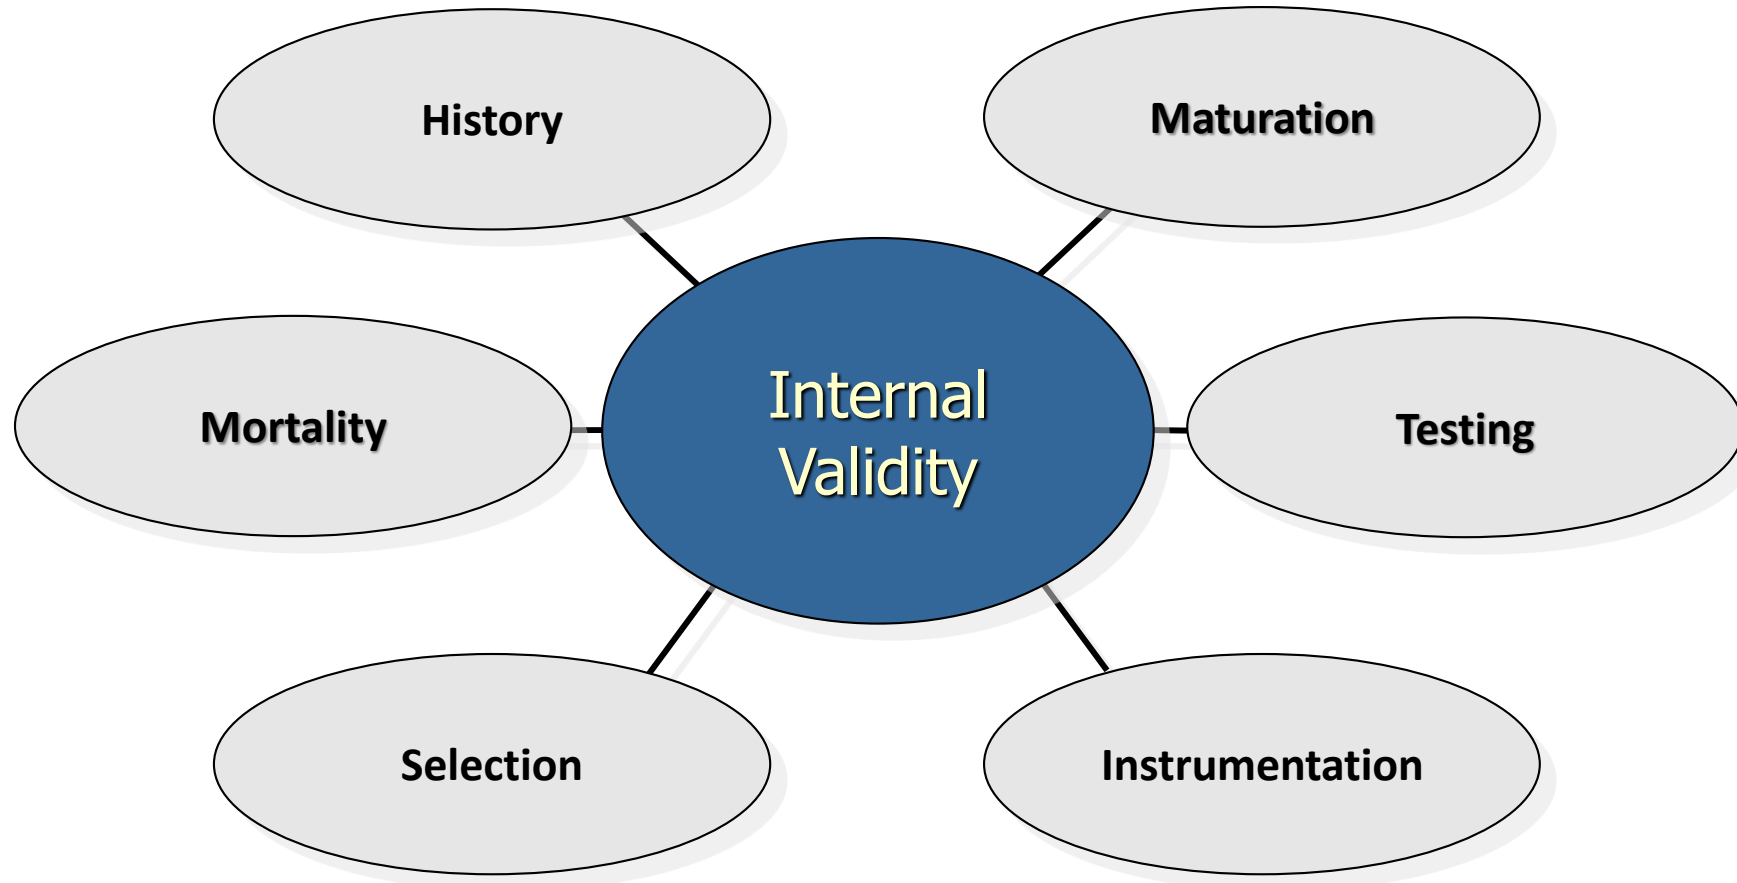 History
Maturation
Internal
Validity
Mortality
Testing
Selection
Instrumentation